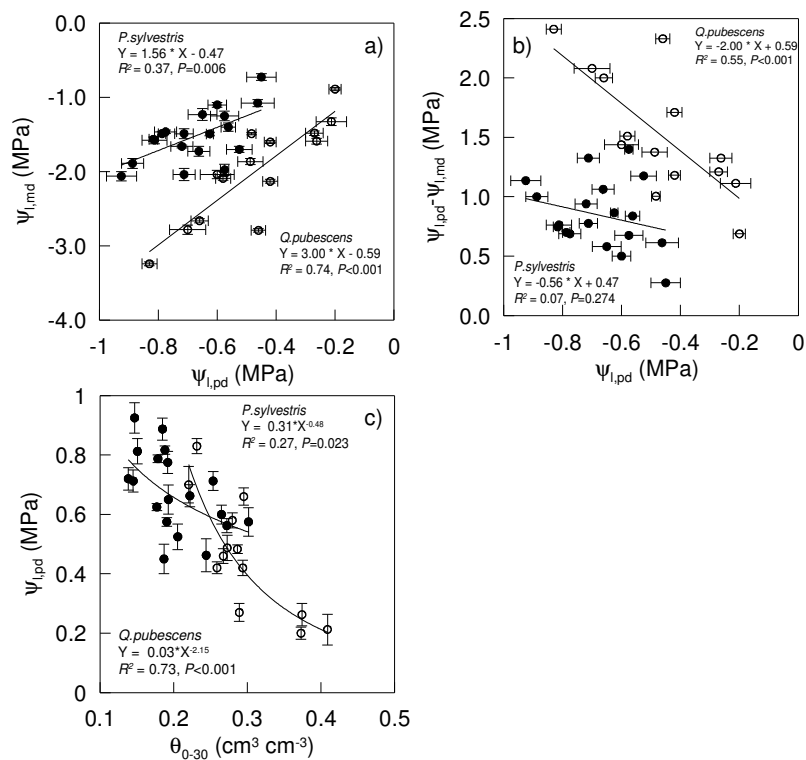 P.sylvestris
Y = 1.56 * X - 0.47
R² = 0.37, P=0.006
a)
0.0
-1.0
-2.0
-3.0
-4.0
ψl,md (MPa)
Q.pubescens
Y = 3.00 * X - 0.59
R² = 0.74, P<0.001
-1 -0.8 -0.6 -0.4 -0.2 0
ψl,pd (MPa)
b)
Q.pubescens
Y = -2.00 * X + 0.59
R² = 0.55, P<0.001
2.5
2.0
1.5
1.0
0.5
0.0
ψl,pd-ψl,md (MPa)
P.sylvestris
Y = -0.56 * X + 0.47
R² = 0.07, P=0.274
-1 -0.8 -0.6 -0.4 -0.2 0
ψl,pd (MPa)
c)
P.sylvestris
Y = 0.31*X-0.48
R² = 0.27, P=0.023
1
0.8
0.6
0.4
0.2
0
ψl,pd (MPa)
Q.pubescens
Y = 0.03*X-2.15
R² = 0.73, P<0.001
0.1 0.2 0.3 0.4 0.5
θ0-30 (cm³ cm-3)